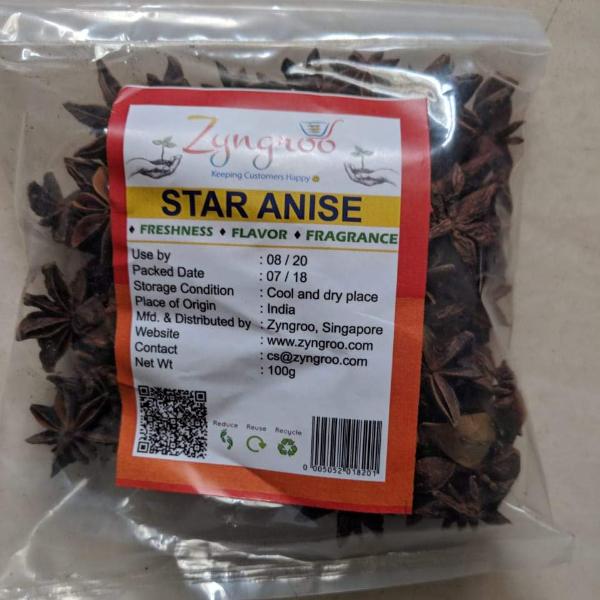 Zyngroo
Keeping Customers Happy
STAR ANISE
♦ FRESHNESS ♦ FLAVOR ♦ FRAGRANCE
Use by : 08 / 20
Packed Date : 07 / 18
Storage Condition : Cool and dry place
Place of Origin : India
Mfd. & Distributed by : Zyngroo, Singapore
Website : www.zyngroo.com
Contact : cs@zyngroo.com
Net Wt : 100g
Reduce Reuse Recycle
0 005052 018201